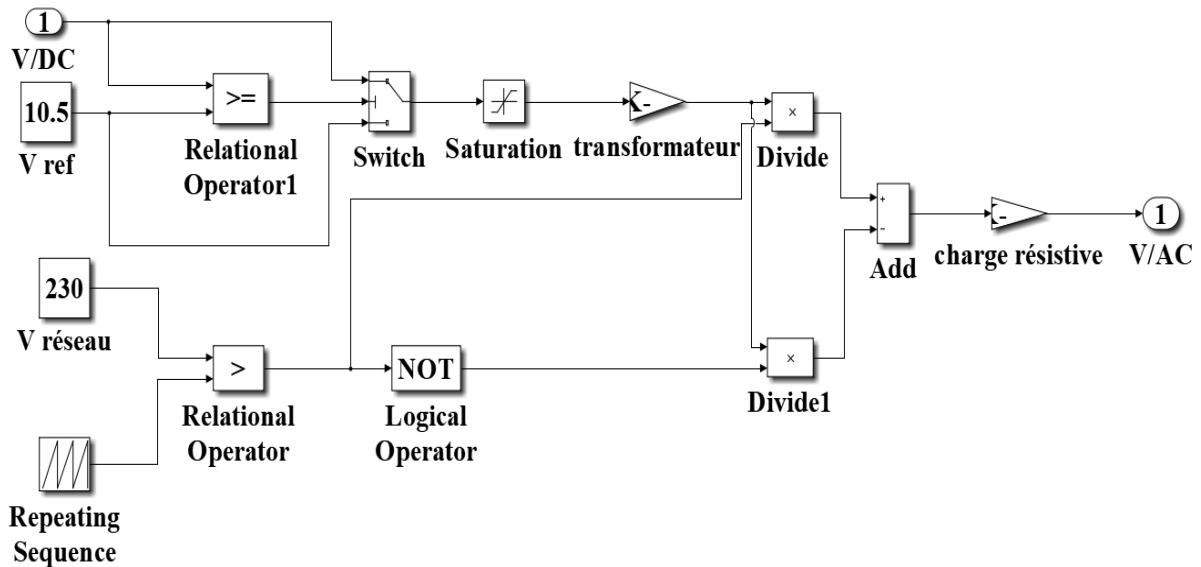 1
V/DC
10.5
V ref
>=
Relational
Operator1
Switch
Saturation
K-
transformateur
×
Divide
+
-
Add
K-
charge résistive
1
V/AC
230
V réseau
>
Relational
Operator
NOT
Logical
Operator
×
Divide1
Repeating
Sequence